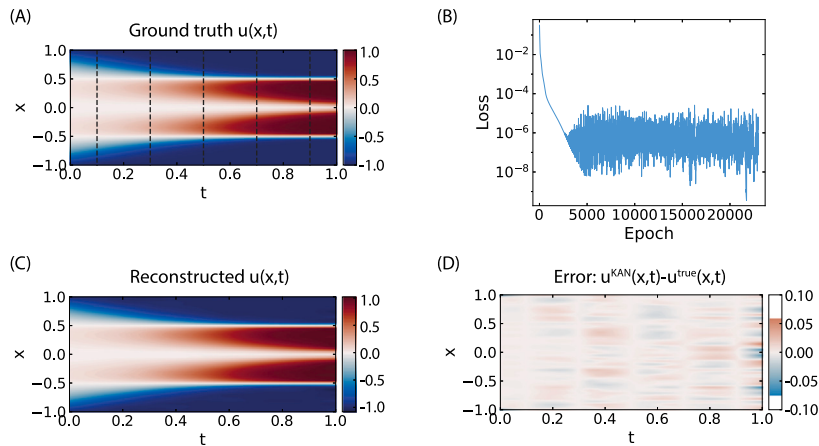 (A)
Ground truth u(x,t)
1.0
0.5
0.0
-0.5
-1.0
x
0.0 0.2 0.4 0.6 0.8 1.0
t
1.0
0.5
0.0
-0.5
-1.0
(B)
10⁻²
10⁻⁴
10⁻⁶
10⁻⁸
Loss
0 5000 10000 15000 20000
Epoch
(C)
Reconstructed u(x,t)
1.0
0.5
0.0
-0.5
-1.0
x
0.0 0.2 0.4 0.6 0.8 1.0
t
1.0
0.5
0.0
-0.5
-1.0
(D)
Error: uᴷᴬᴺ(x,t)-uᵗʳᵘᵉ(x,t)
1.0
0.5
0.0
-0.5
-1.0
x
0.0 0.2 0.4 0.6 0.8 1.0
t
0.10
0.05
0.00
-0.05
-0.10